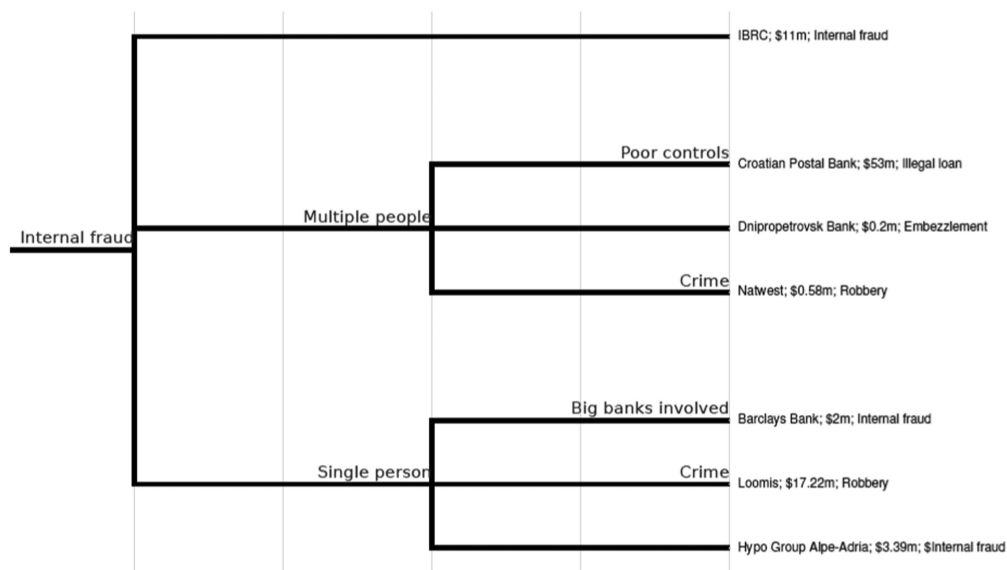 IBRC; $11m; Internal fraud
Poor controls
Croatian Postal Bank; $53m; Illegal loan
Multiple people
Dnipropetrovsk Bank; $0.2m; Embezzlement
Internal fraud
Crime
Natwest; $0.58m; Robbery
Big banks involved
Barclays Bank; $2m; Internal fraud
Single person
Crime
Loomis; $17.22m; Robbery
Hypo Group Alpe-Adria; $3.39m; $Internal fraud